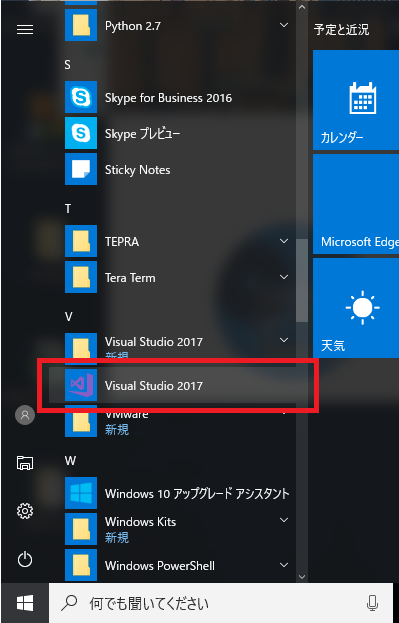 Python 2.7
予定と近況
S
Skype for Business 2016
Skype プレビュー
カレンダー
Sticky Notes
T
TEPRA
Microsoft Edge
Tera Term
V
Visual Studio 2017
新規
天気
Visual Studio 2017
VMware
新規
W
Windows 10 アップグレード アシスタント
Windows Kits
新規
Windows PowerShell
何でも聞いてください